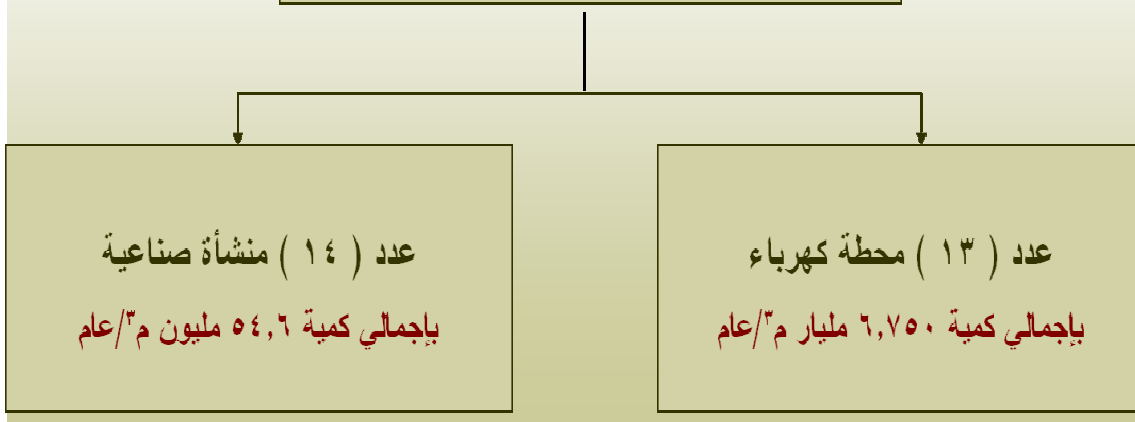 عدد ( ١٣ ) محطة كهرباء
بإجمالي كمية ٦,٧٥٠ مليار م٣/عام
عدد ( ١٤ ) منشأة صناعية
بإجمالي كمية ٥٤,٦ مليون م٣/عام